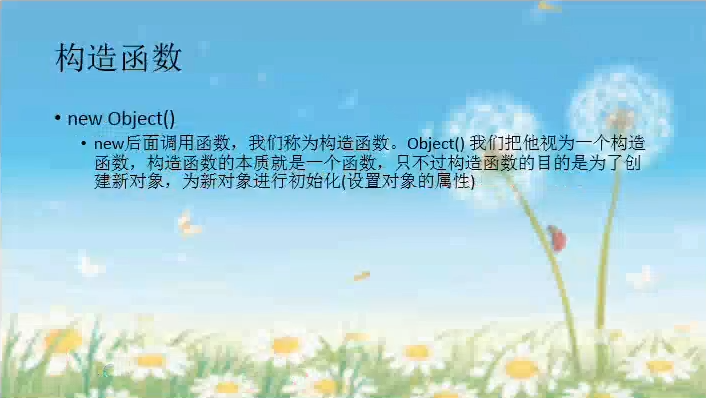 构造函数
• new Object()
• new后面调用函数，我们称为构造函数。Object() 我们把他视为一个构造
函数，构造函数的本质就是一个函数，只不过构造函数的目的是为了创
建新对象，为新对象进行初始化(设置对象的属性)